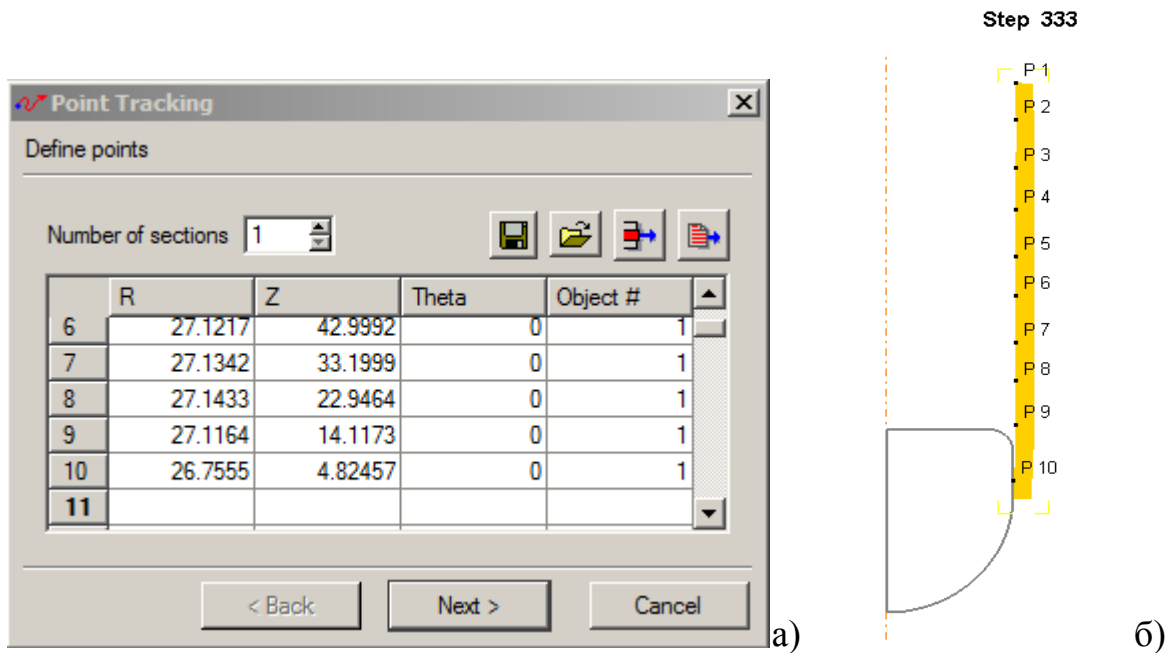 Point Tracking
Define points
Number of sections 1
R Z Theta Object #
6 27.1217 42.9992 0 1
7 27.1342 33.1999 0 1
8 27.1433 22.9464 0 1
9 27.1164 14.1173 0 1
10 26.7555 4.82457 0 1
11
< Back Next > Cancel
а)
Step 333
P 1
P 2
P 3
P 4
P 5
P 6
P 7
P 8
P 9
P 10
б)